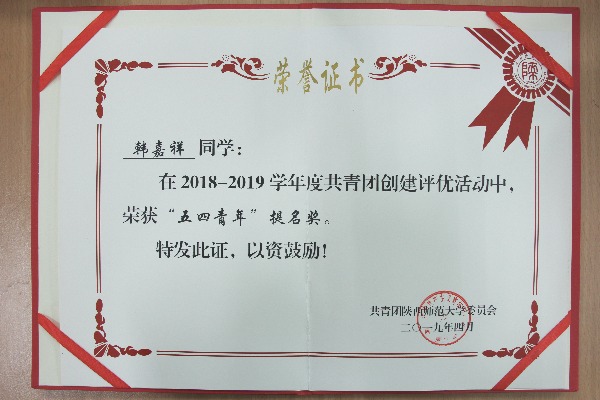 荣誉证书
陕
韩嘉祥 同学：
在2018-2019学年度共青团创建评优活动中，
荣获“五四青年”提名奖。
特发此证，以资鼓励！
共青团陕西师范大学委员会
二〇一九年四月